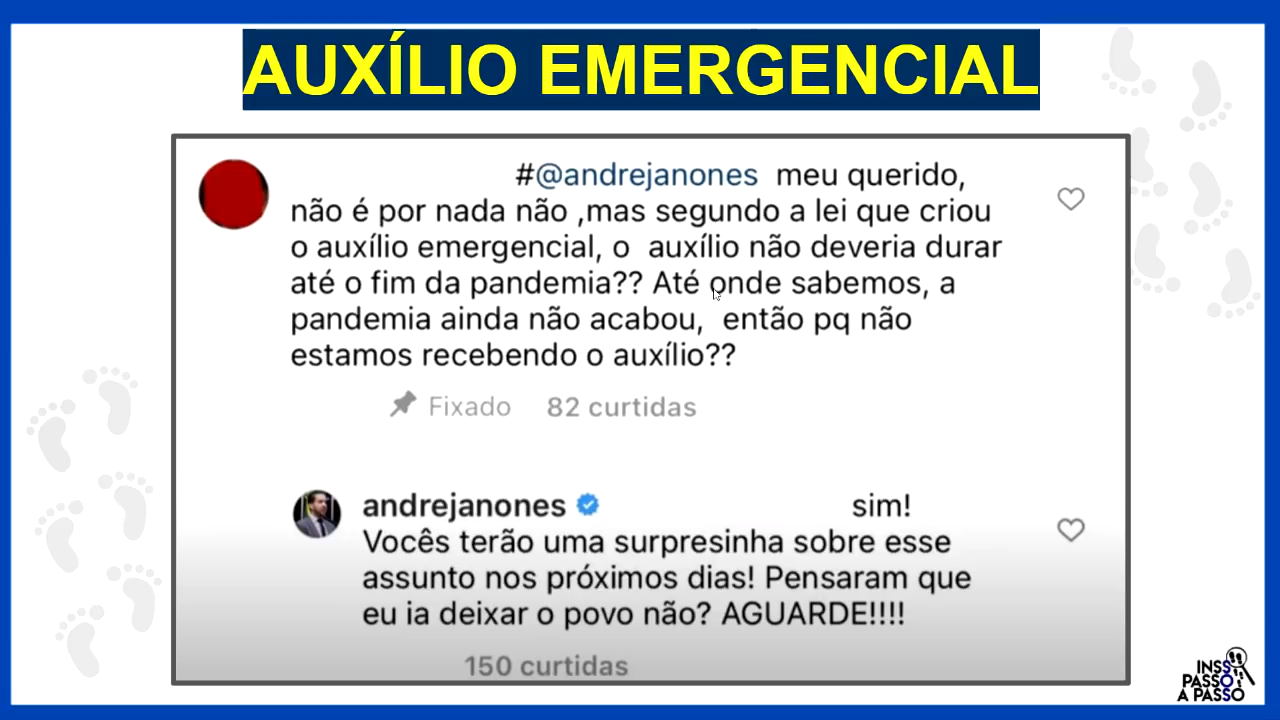 AUXÍLIO EMERGENCIAL
#@andrejanones meu querido,
não é por nada não ,mas segundo a lei que criou
o auxílio emergencial, o auxílio não deveria durar
até o fim da pandemia?? Até onde sabemos, a
pandemia ainda não acabou, então pq não
estamos recebendo o auxílio??
Fixado 82 curtidas
andrejanones sim!
Vocês terão uma surpresinha sobre esse
assunto nos próximos dias! Pensaram que
eu ia deixar o povo não? AGUARDE!!!!
150 curtidas
INSS
PASSO
A PASSO